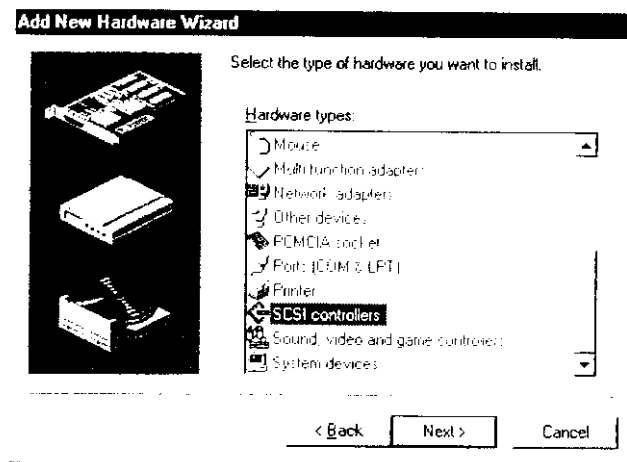 Add New Hardware Wizard
Select the type of hardware you want to install.
Hardware types:
Mouse
Multi function adapters
Network adapters
Other devices
PCMCIA socket
Ports (COM & LPT)
Printer
SCSI controllers
Sound, video and game controllers
System devices
< Back
Next >
Cancel